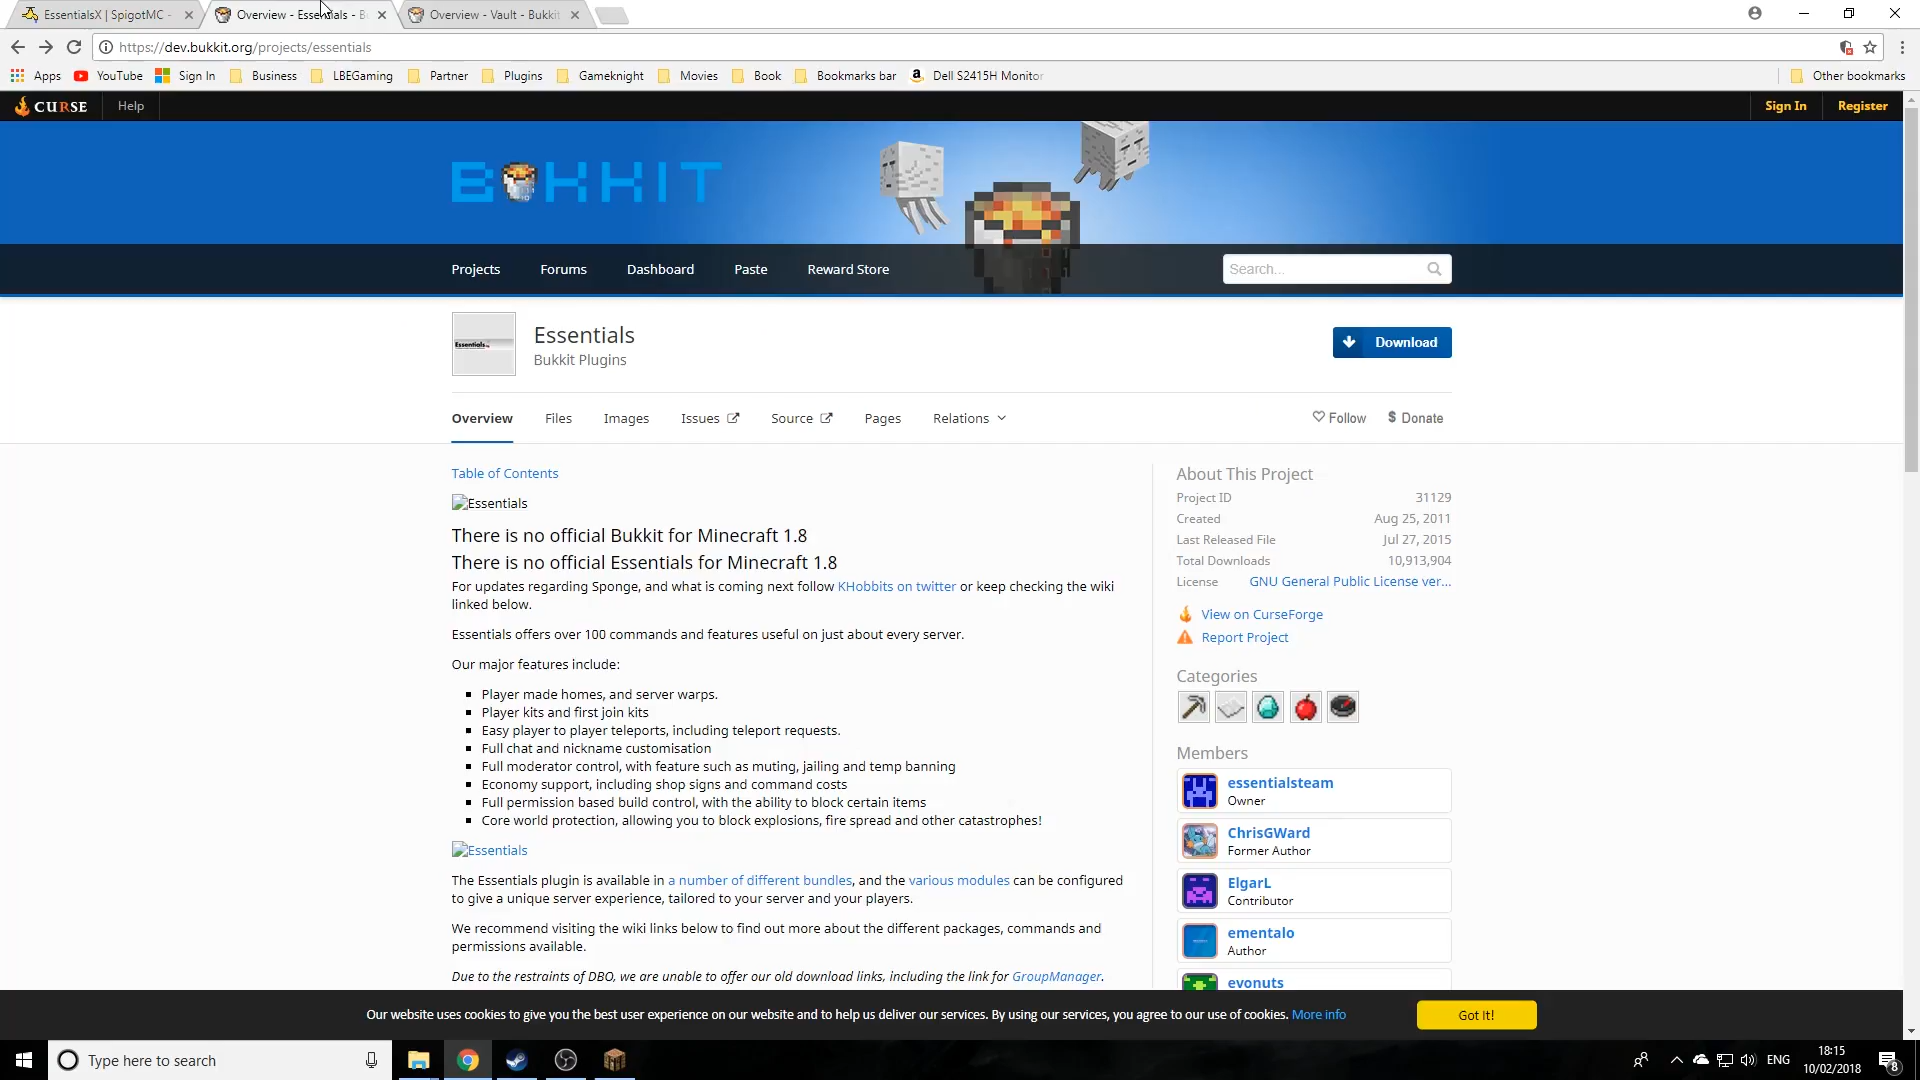 EssentialsX | SpigotMC -
Overview - Essentials - Bu
Overview - Vault - Bukkit
https://dev.bukkit.org/projects/essentials
Apps YouTube Sign In Business LBEGaming Partner Plugins Gameknight Movies Book Bookmarks bar Dell S2415H Monitor Other bookmarks
CURSE Help Sign In Register
BUKKIT
Projects Forums Dashboard Paste Reward Store Search...
Essentials
Essentials
Bukkit Plugins
Download
Overview Files Images Issues Source Pages Relations Follow $ Donate
Table of Contents
Essentials
There is no official Bukkit for Minecraft 1.8
There is no official Essentials for Minecraft 1.8
For updates regarding Sponge, and what is coming next follow KHobbits on twitter or keep checking the wiki
linked below.
Essentials offers over 100 commands and features useful on just about every server.
Our major features include:
Player made homes, and server warps.
Player kits and first join kits
Easy player to player teleports, including teleport requests.
Full chat and nickname customisation
Full moderator control, with feature such as muting, jailing and temp banning
Economy support, including shop signs and command costs
Full permission based build control, with the ability to block certain items
Core world protection, allowing you to block explosions, fire spread and other catastrophes!
Essentials
The Essentials plugin is available in a number of different bundles, and the various modules can be configured
to give a unique server experience, tailored to your server and your players.
We recommend visiting the wiki links below to find out more about the different packages, commands and
permissions available.
Due to the restraints of DBO, we are unable to offer our old download links, including the link for GroupManager.
About This Project
Project ID 31129
Created Aug 25, 2011
Last Released File Jul 27, 2015
Total Downloads 10,913,904
License GNU General Public License ver...
View on CurseForge
Report Project
Categories
Members
essentialsteam
Owner
ChrisGWard
Former Author
ElgarL
Contributor
ementalo
Author
evonuts
Our website uses cookies to give you the best user experience on our website and to help us deliver our services. By using our services, you agree to our use of cookies. More info Got It!
Type here to search
ENG
18:15
10/02/2018
8